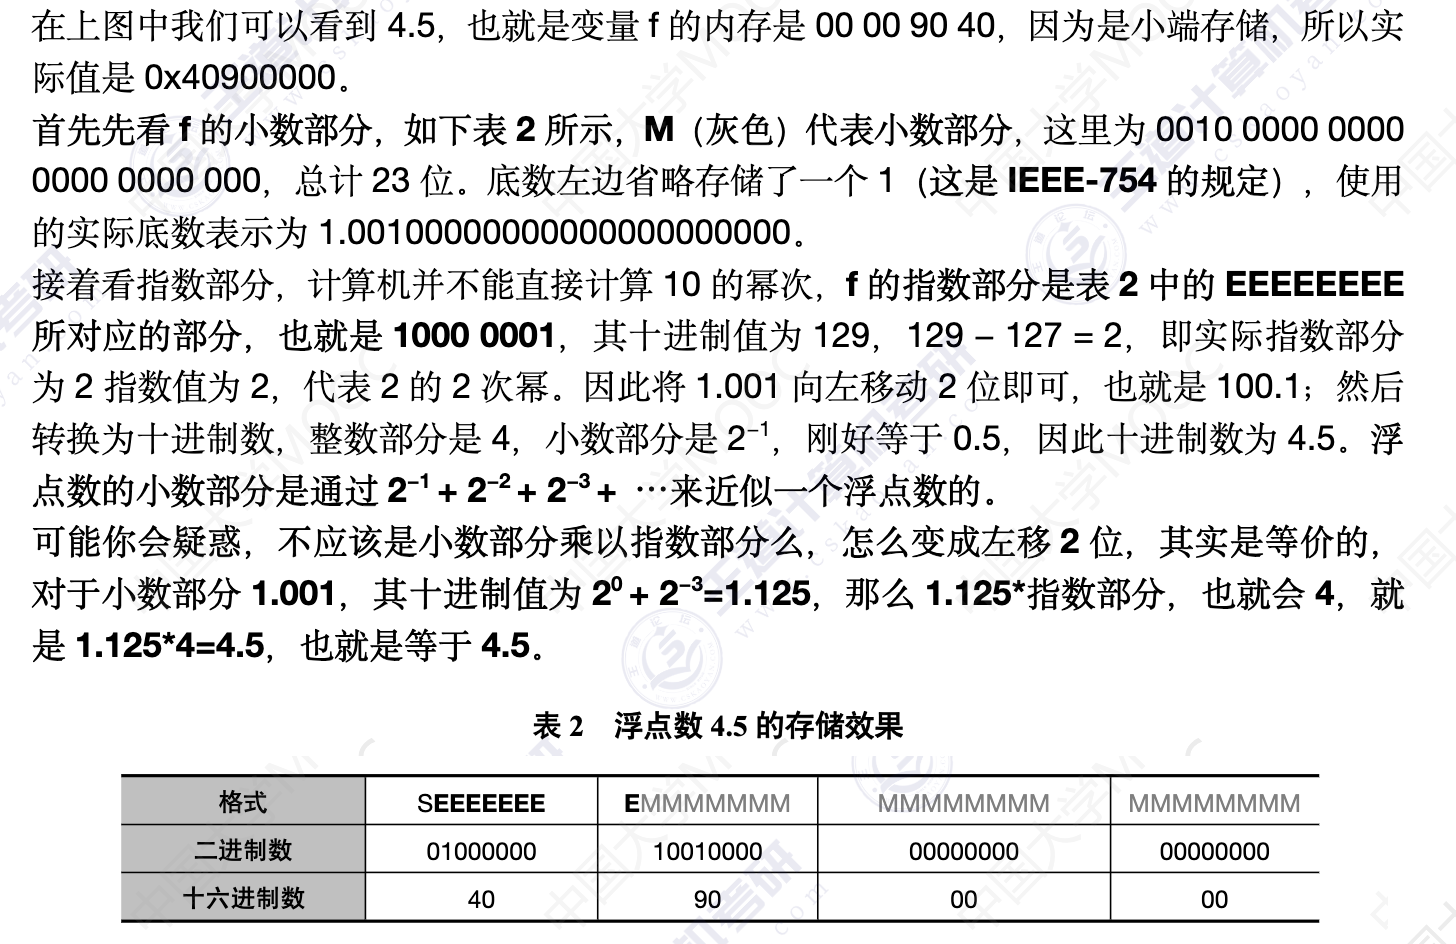 在上图中我们可以看到 4.5，也就是变量 f 的内存是 00 00 90 40，因为是小端存储，所以实
际值是 0x40900000。
首先先看 f 的小数部分，如下表 2 所示，M（灰色）代表小数部分，这里为 0010 0000 0000
0000 0000 000，总计 23 位。底数左边省略存储了一个 1（这是 IEEE-754 的规定），使用
的实际底数表示为 1.00100000000000000000000。
接着看指数部分，计算机并不能直接计算 10 的幂次，f 的指数部分是表 2 中的 EEEEEEEE
所对应的部分，也就是 1000 0001，其十进制值为 129，129 − 127 = 2，即实际指数部分
为 2 指数值为 2，代表 2 的 2 次幂。因此将 1.001 向左移动 2 位即可，也就是 100.1；然后
转换为十进制数，整数部分是 4，小数部分是 2⁻¹，刚好等于 0.5，因此十进制数为 4.5。浮
点数的小数部分是通过 2⁻¹ + 2⁻² + 2⁻³ + …来近似一个浮点数的。
可能你会疑惑，不应该是小数部分乘以指数部分么，怎么变成左移 2 位，其实是等价的，
对于小数部分 1.001，其十进制值为 2⁰ + 2⁻³=1.125，那么 1.125*指数部分，也就会 4，就
是 1.125*4=4.5，也就是等于 4.5。
表 2 浮点数 4.5 的存储效果
格式 SEEEEEEE EMMMMMMM MMMMMMMM MMMMMMMM
二进制数 01000000 10010000 00000000 00000000
十六进制数 40 90 00 00